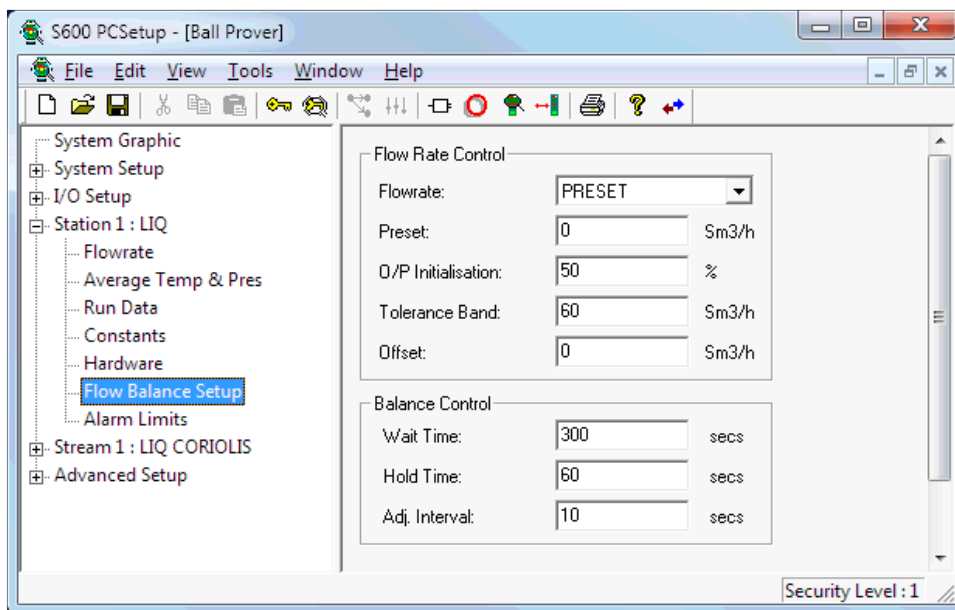 S600 PCSetup - [Ball Prover]
File Edit View Tools Window Help
System Graphic
System Setup
I/O Setup
Station 1 : LIQ
Flowrate
Average Temp & Pres
Run Data
Constants
Hardware
Flow Balance Setup
Alarm Limits
Stream 1 : LIQ CORIOLIS
Advanced Setup
Flow Rate Control
Flowrate: PRESET
Preset: 0 Sm3/h
O/P Initialisation: 50 %
Tolerance Band: 60 Sm3/h
Offset: 0 Sm3/h
Balance Control
Wait Time: 300 secs
Hold Time: 60 secs
Adj. Interval: 10 secs
Security Level : 1